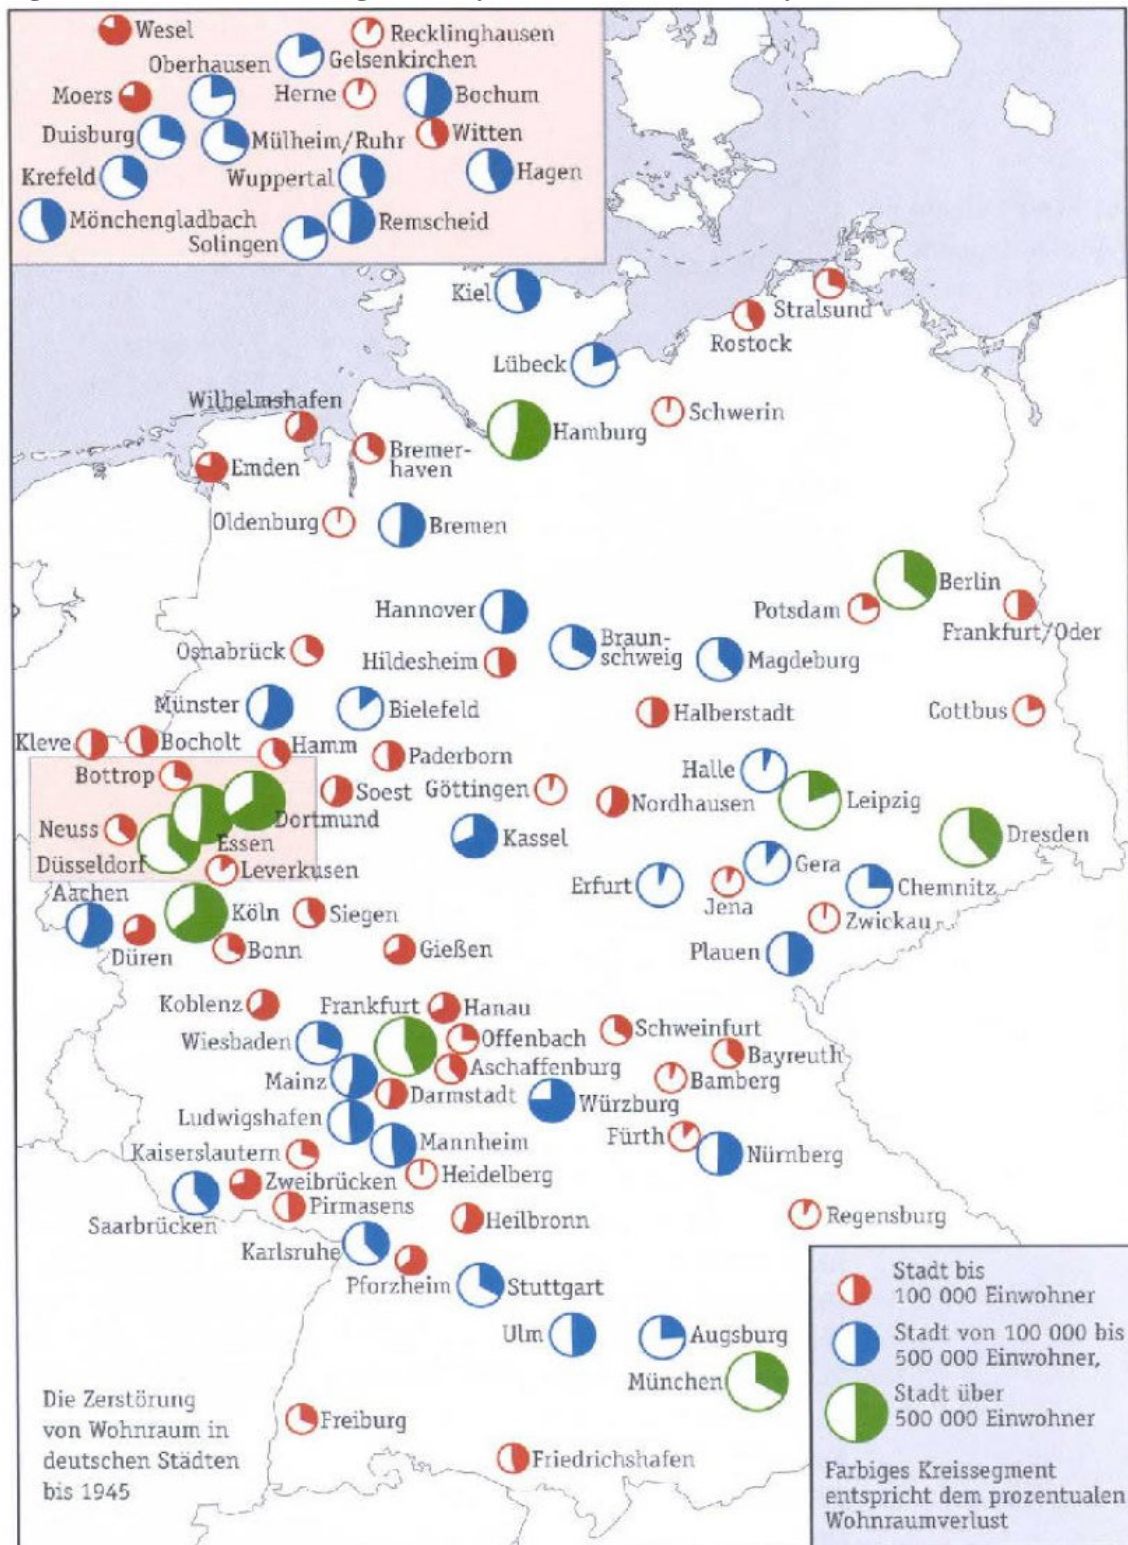 Wesel
Recklinghausen
Oberhausen
Gelsenkirchen
Moers
Herne
Bochum
Duisburg
Mülheim/Ruhr
Witten
Krefeld
Wuppertal
Hagen
Mönchengladbach
Remscheid
Solingen
Kiel
Stralsund
Rostock
Lübeck
Wilhelmshafen
Schwerin
Hamburg
Bremer-
haven
Emden
Oldenburg
Bremen
Berlin
Hannover
Potsdam
Frankfurt/Oder
Braun-
schweig
Osnabrück
Hildesheim
Magdeburg
Münster
Bielefeld
Halberstadt
Cottbus
Kleve
Bocholt
Hamm
Paderborn
Bottrop
Halle
Soest
Göttingen
Nordhausen
Leipzig
Neuss
Dortmund
Essen
Kassel
Dresden
Düsseldorf
Leverkusen
Gera
Aachen
Erfurt
Jena
Chemnitz
Köln
Siegen
Zwickau
Düren
Bonn
Gießen
Plauen
Koblenz
Frankfurt
Hanau
Wiesbaden
Offenbach
Schweinfurt
Bayreuth
Mainz
Aschaffenburg
Bamberg
Darmstadt
Würzburg
Ludwigshafen
Mannheim
Fürth
Nürnberg
Kaiserslautern
Heidelberg
Zweibrücken
Pirmasens
Saarbrücken
Heilbronn
Regensburg
Karlsruhe
Pforzheim
Stuttgart
Ulm
Augsburg
München
Freiburg
Friedrichshafen
Die Zerstörung
von Wohnraum in
deutschen Städten
bis 1945
Stadt bis
100 000 Einwohner
Stadt von 100 000 bis
500 000 Einwohner,
Stadt über
500 000 Einwohner
Farbiges Kreissegment
entspricht dem prozentualen
Wohnraumverlust